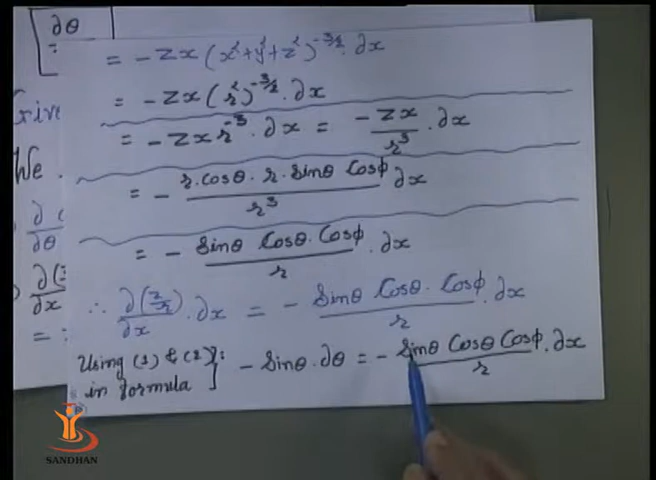 ∂θ
= - zx (x² + y² + z²)^(-3/2) · ∂x
= - zx (r²)^(-3/2) · ∂x
= - zx r^(-3) · ∂x = (-zx / r³) · ∂x
= - (r · cosθ · r · sinθ cosϕ / r³) ∂x
= - (sinθ cosθ · cosϕ / r) · ∂x
∴ (∂(z/r) / ∂x) · ∂x = - (sinθ cosθ · cosϕ / r) · ∂x
Using (1) & (2) in formula ] : - sinθ · ∂θ = - (sinθ cosθ cosϕ / r) · ∂x
We
∂ / ∂θ
∂( / ∂x
=
SANDHAN